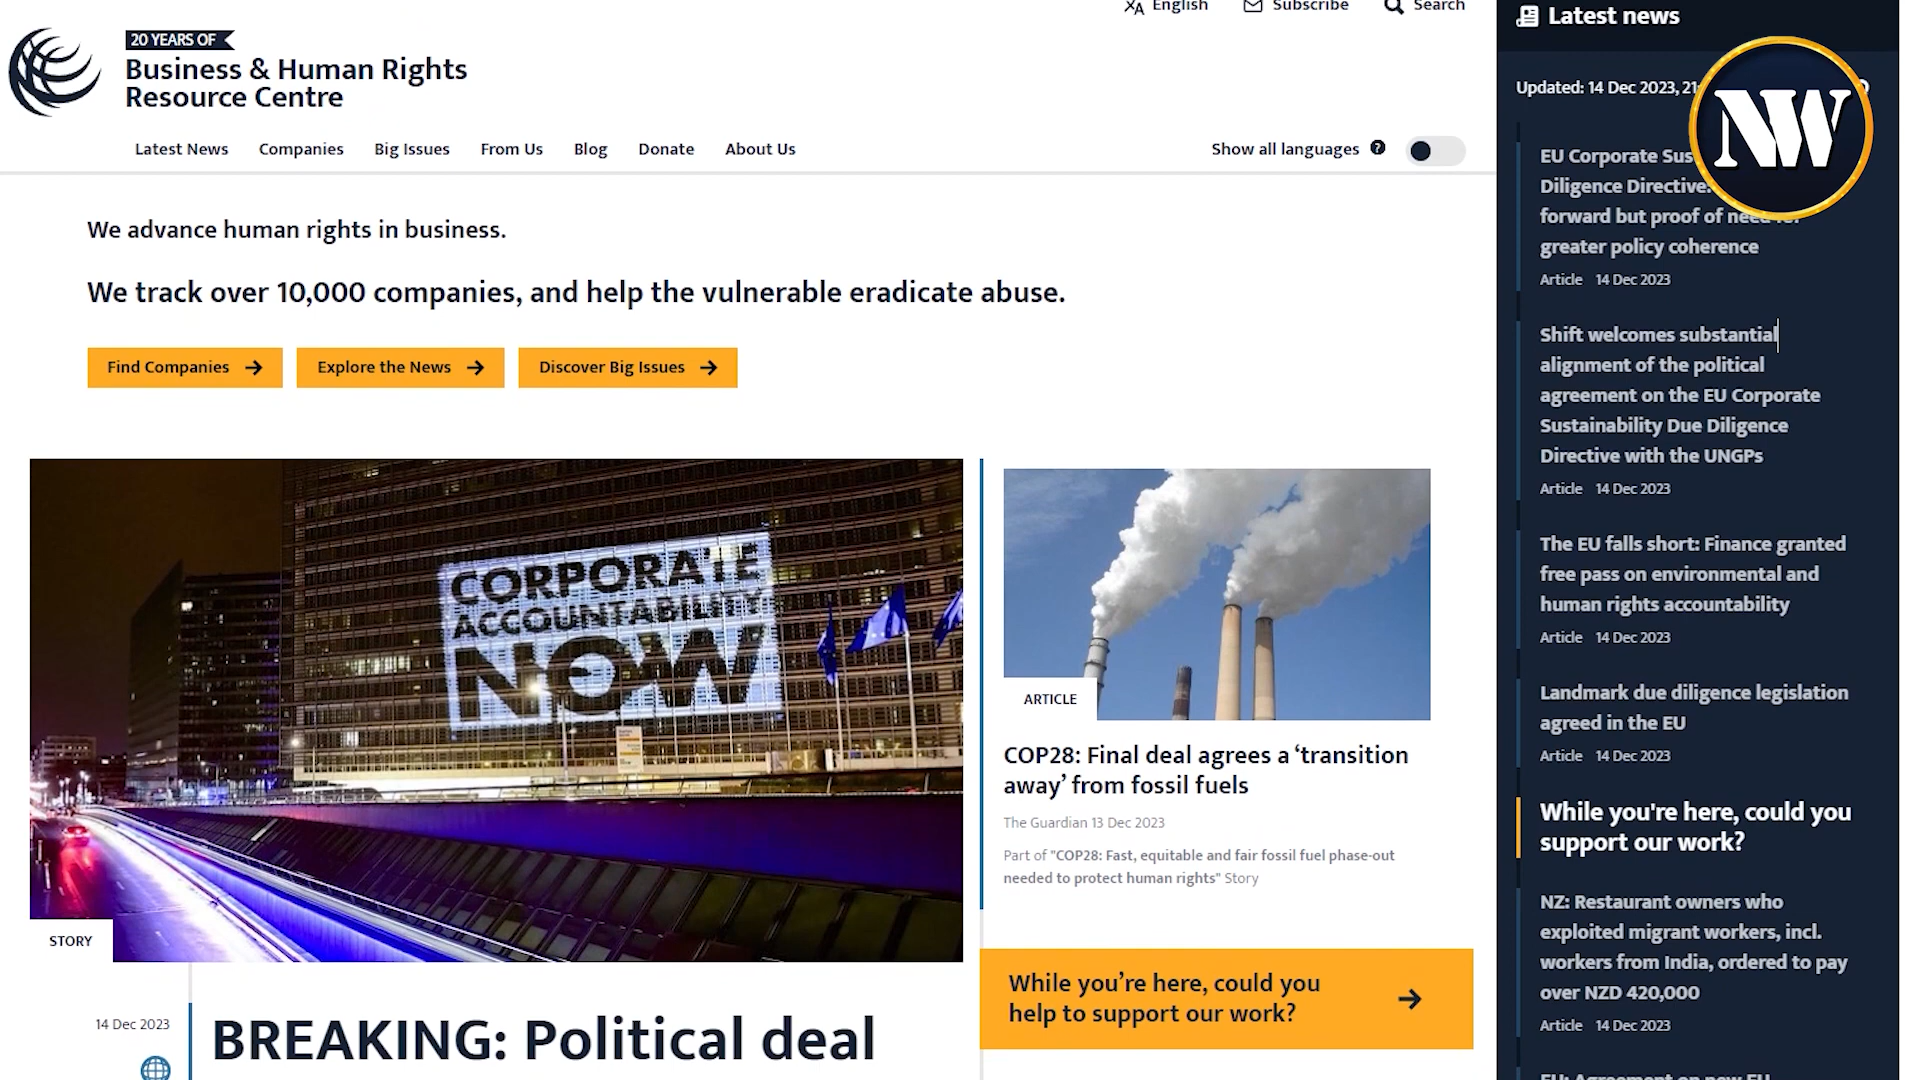 English
Subscribe
Search
20 YEARS OF
Business & Human Rights
Resource Centre
Latest News
Companies
Big Issues
From Us
Blog
Donate
About Us
Show all languages
?
We advance human rights in business.
We track over 10,000 companies, and help the vulnerable eradicate abuse.
Find Companies
Explore the News
Discover Big Issues
CORPORATE
ACCOUNTABILITY
NOW
STORY
14 Dec 2023
BREAKING: Political deal
ARTICLE
COP28: Final deal agrees a ‘transition
away’ from fossil fuels
The Guardian 13 Dec 2023
Part of "COP28: Fast, equitable and fair fossil fuel phase-out
needed to protect human rights" Story
While you’re here, could you
help to support our work?
Latest news
Updated: 14 Dec 2023,
NW
EU Corporate
Diligence Directive:
forward but proof of need for
greater policy coherence
Article 14 Dec 2023
Shift welcomes substantial
alignment of the political
agreement on the EU Corporate
Sustainability Due Diligence
Directive with the UNGPs
Article 14 Dec 2023
The EU falls short: Finance granted
free pass on environmental and
human rights accountability
Article 14 Dec 2023
Landmark due diligence legislation
agreed in the EU
Article 14 Dec 2023
While you're here, could you
support our work?
NZ: Restaurant owners who
exploited migrant workers, incl.
workers from India, ordered to pay
over NZD 420,000
Article 14 Dec 2023
EU: Agreement on new EU